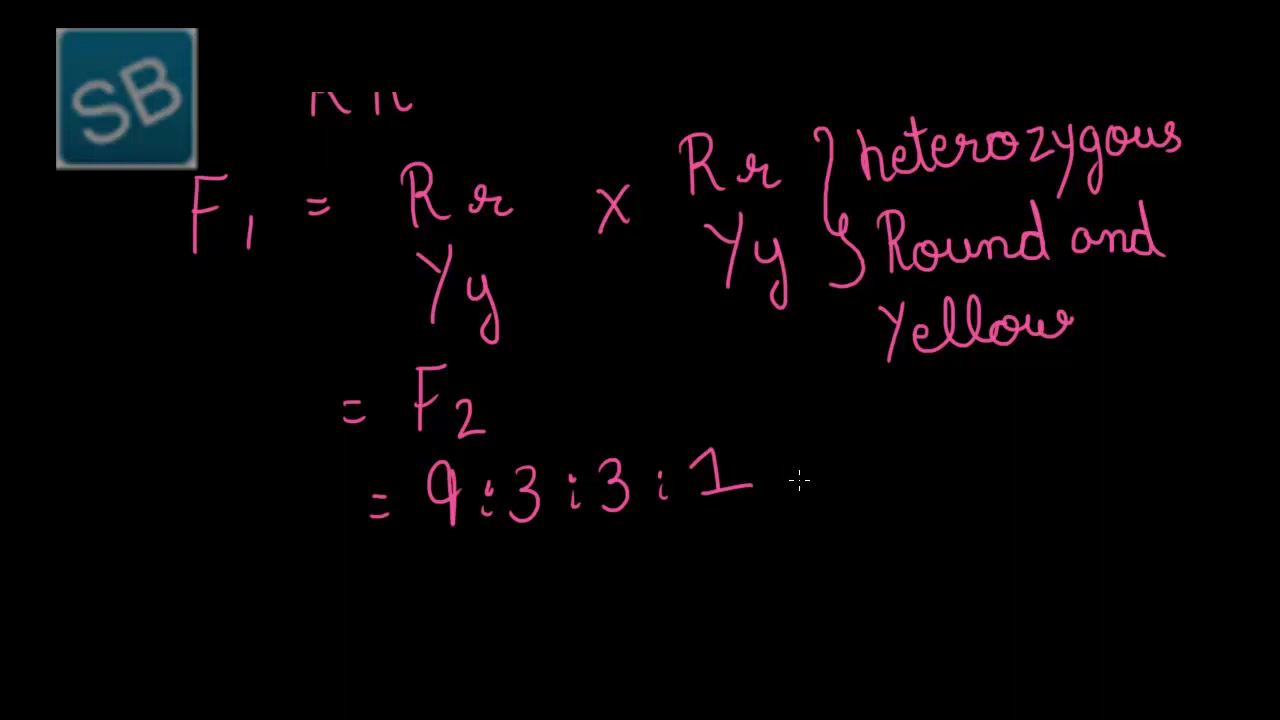 SB
F1 = Rr x Rr } heterozygous
Yy Yy Round and
Yellow
= F2
= 9:3:3:1